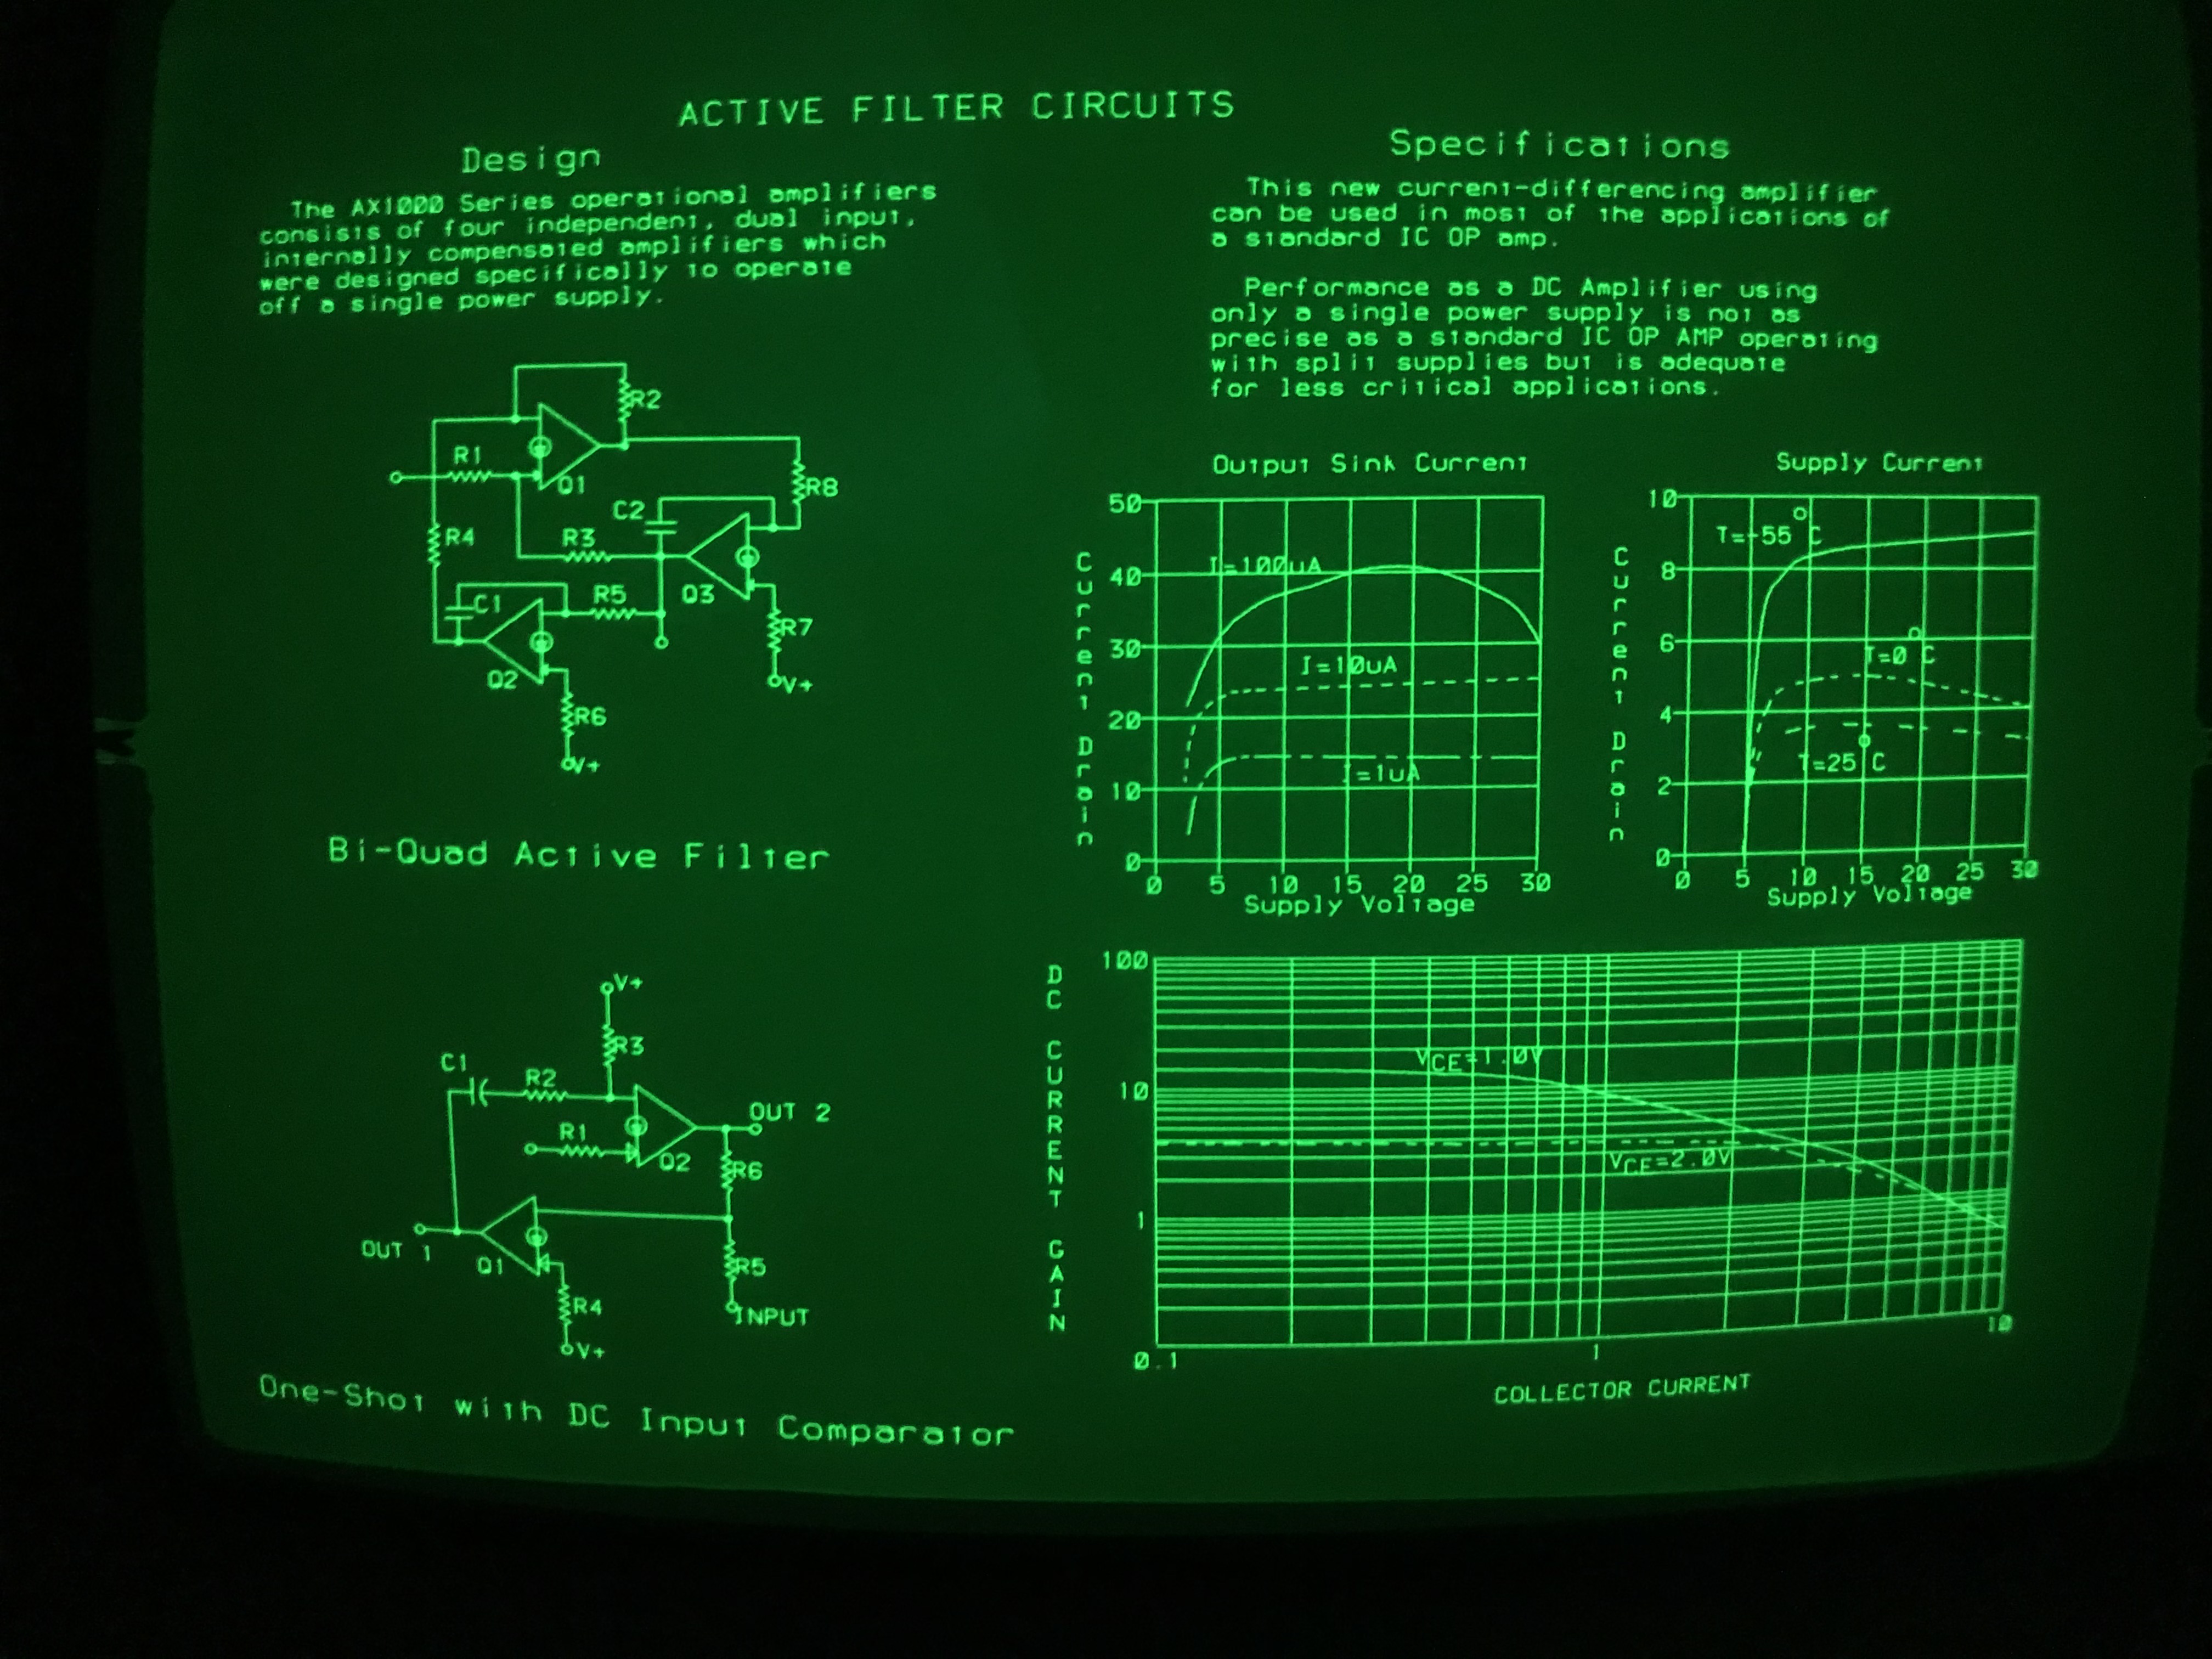 ACTIVE FILTER CIRCUITS
Design
The AX1000 Series operational amplifiers
consists of four independent, dual input,
internally compensated amplifiers which
were designed specifically to operate
off a single power supply.
R2
R1
Q1
R8
C2
R4
R3
C1
R5
Q3
R7
Q2
V+
R6
V+
Bi-Quad Active Filter
V+
R3
C1
R2
OUT 2
R1
Q2
R6
OUT 1
Q1
R5
R4
INPUT
V+
One-Shot with DC Input Comparator
Specifications
This new current-differencing amplifier
can be used in most of the applications of
a standard IC OP amp.
Performance as a DC Amplifier using
only a single power supply is not as
precise as a standard IC OP AMP operating
with split supplies but is adequate
for less critical applications.
Output Sink Current
50
40
30
20
10
0
Current Drain
I=100uA
I=10uA
I=1uA
0 5 10 15 20 25 30
Supply Voltage
Supply Current
10
8
6
4
2
0
Current Drain
T=-55°C
T=0°C
T=25°C
0 5 10 15 20 25 30
Supply Voltage
DC CURRENT GAIN
100
10
1
VCE=1.0V
VCE=2.0V
0.1 1 10
COLLECTOR CURRENT